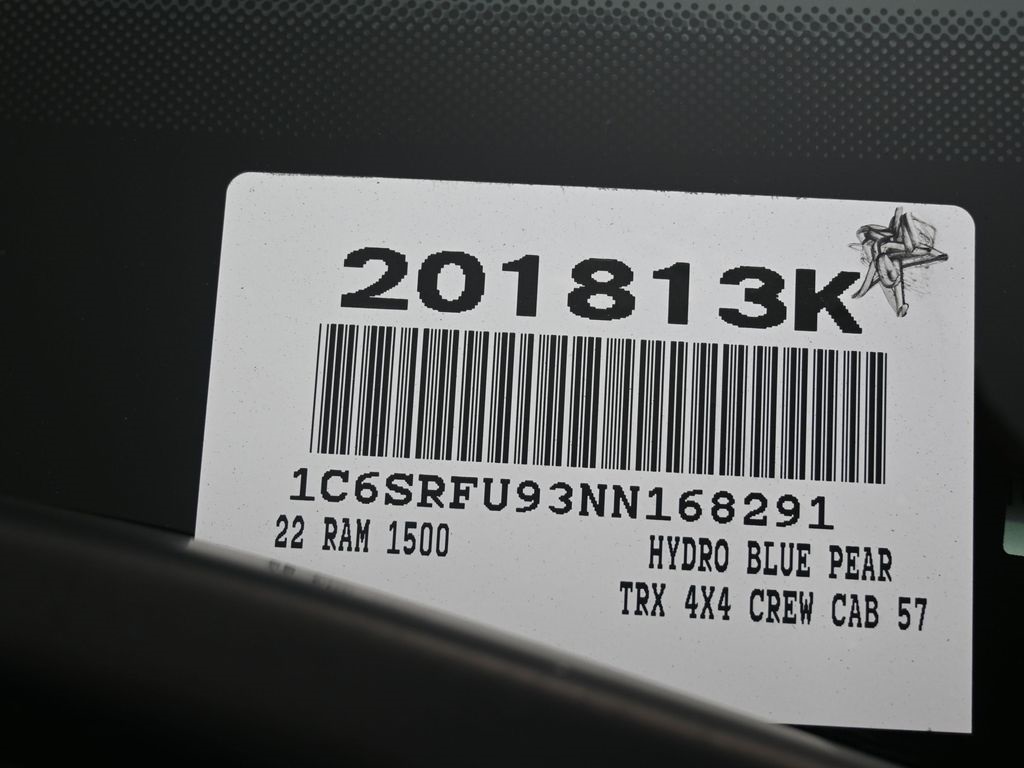 201813K
1C6SRFU93NN168291
22 RAM 1500
HYDRO BLUE PEAR
TRX 4X4 CREW CAB 57